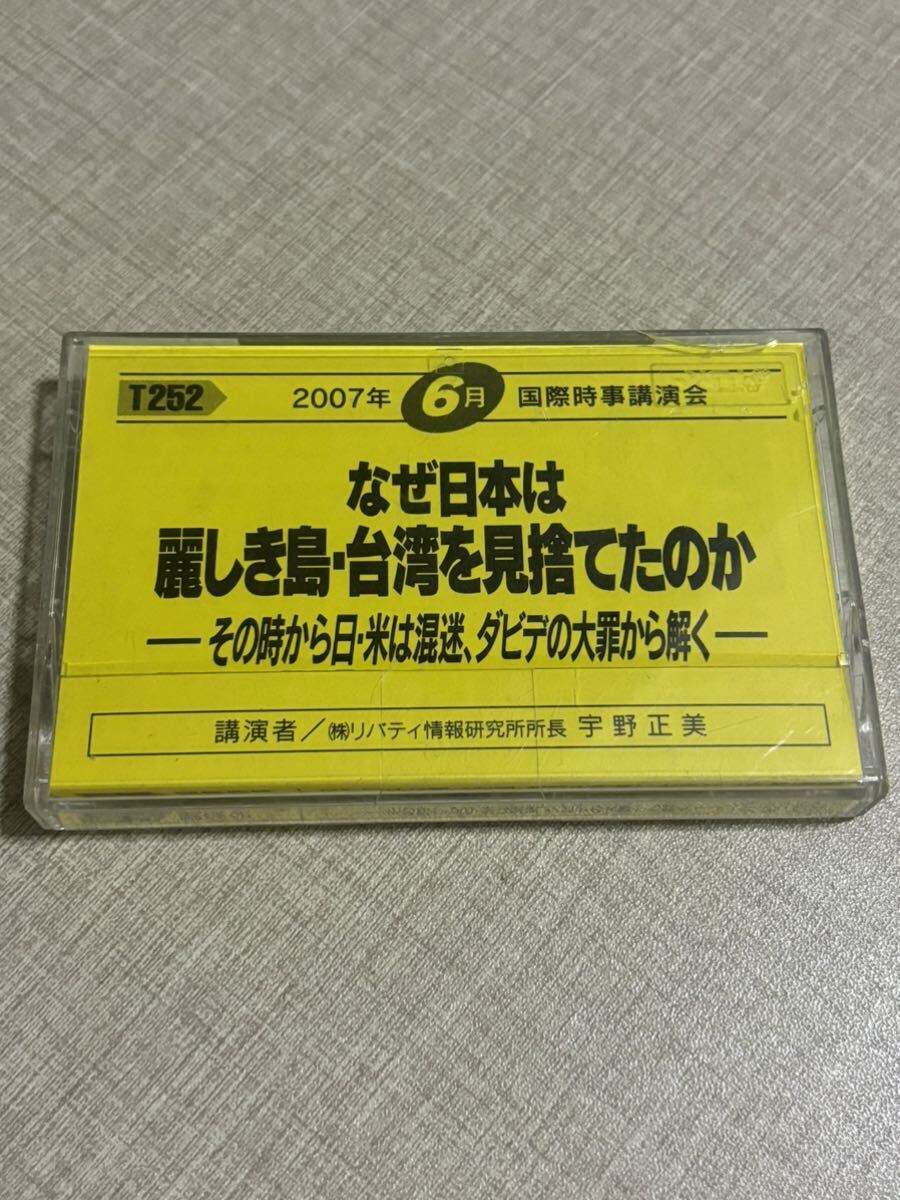 T252 2007年 6月 国際時事講演会
なぜ日本は
麗しき島・台湾を見捨てたのか
―その時から日・米は混迷、ダビデの大罪から解く―
講演者／㈱リバティ情報研究所所長 宇野正美